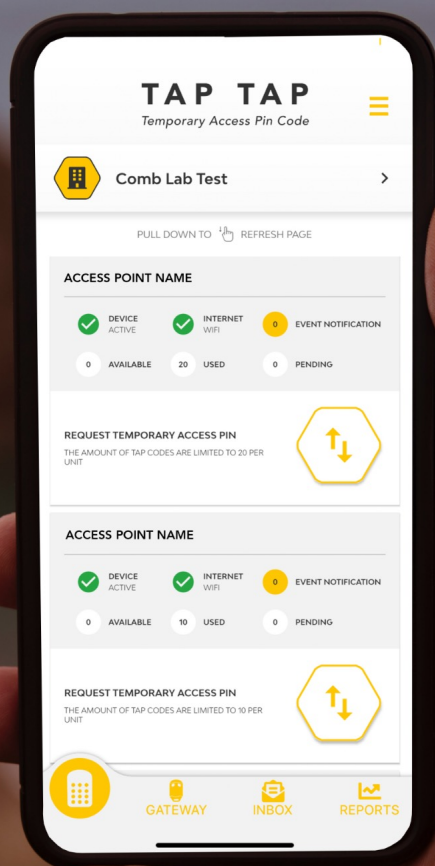 TAP TAP
Temporary Access Pin Code
Comb Lab Test
PULL DOWN TO REFRESH PAGE
ACCESS POINT NAME
DEVICE ACTIVE INTERNET WIFI 0 EVENT NOTIFICATION
0 AVAILABLE 20 USED 0 PENDING
REQUEST TEMPORARY ACCESS PIN
THE AMOUNT OF TAP CODES ARE LIMITED TO 20 PER
UNIT
ACCESS POINT NAME
DEVICE ACTIVE INTERNET WIFI 0 EVENT NOTIFICATION
0 AVAILABLE 10 USED 0 PENDING
REQUEST TEMPORARY ACCESS PIN
THE AMOUNT OF TAP CODES ARE LIMITED TO 10 PER
UNIT
GATEWAY INBOX REPORTS